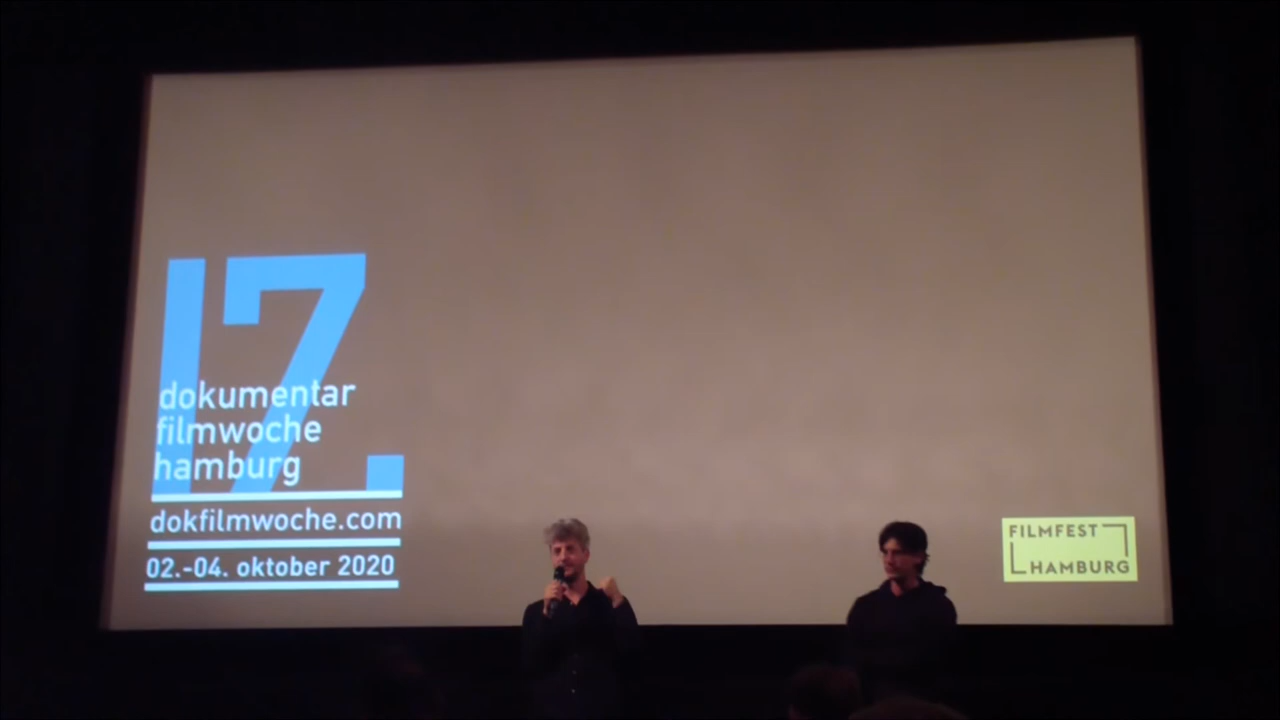 17.
dokumentar
filmwoche
hamburg
dokfilmwoche.com
02.-04. oktober 2020
FILMFEST
HAMBURG